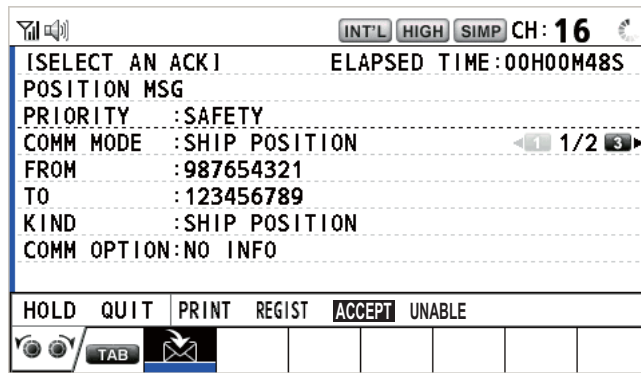 INT'L HIGH SIMP CH: 16
[SELECT AN ACK] ELAPSED TIME:00H00M48S
POSITION MSG
PRIORITY :SAFETY
COMM MODE :SHIP POSITION 1 1/2 3
FROM :987654321
TO :123456789
KIND :SHIP POSITION
COMM OPTION:NO INFO
HOLD QUIT PRINT REGIST ACCEPT UNABLE
TAB